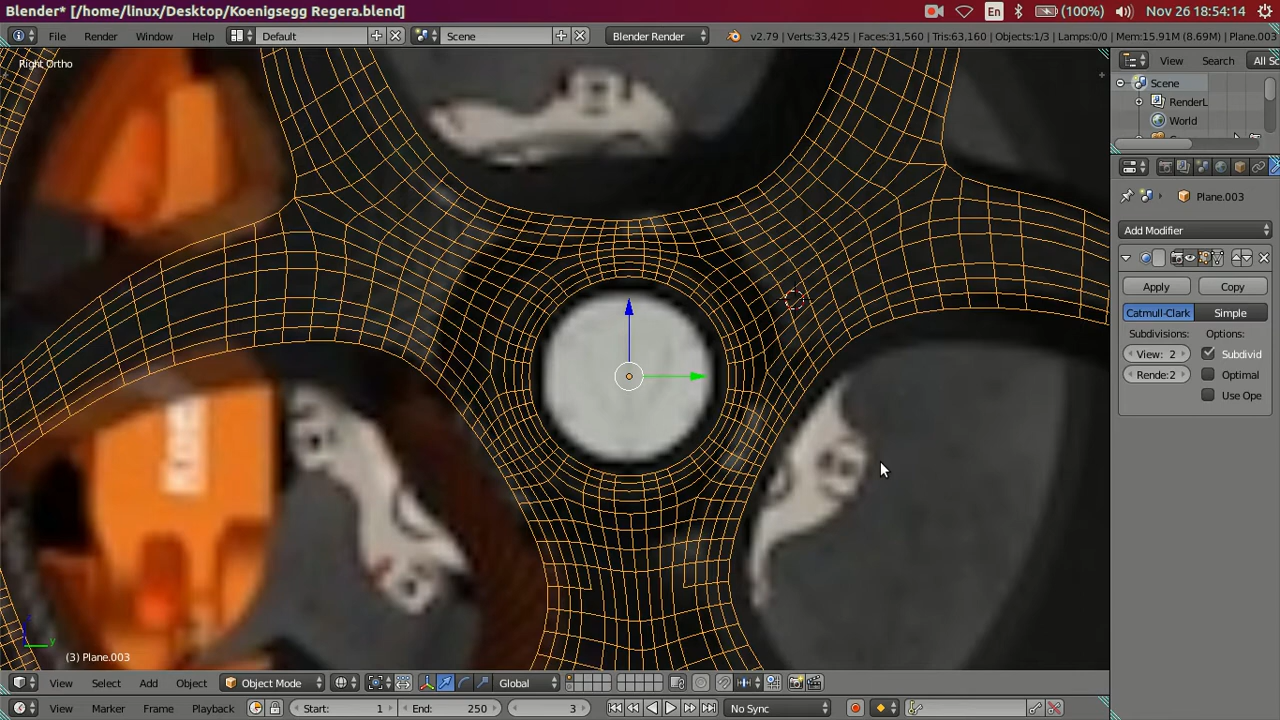 Blender* [/home/linux/Desktop/Koenigsegg Regera.blend]
En
(100%)
Nov 26 18:54:14
File Render Window Help
Default
Scene
Blender Render
v2.79 | Verts:33,425 | Faces:31,560 | Tris:63,160 | Objects:1/3 | Lamps:0/0 | Mem:15.91M (8.69M) | Plane.003
Right Ortho
View Search All Sc
Scene
RenderL
World
Plane.003
Add Modifier
Apply Copy
Catmull-Clark Simple
Subdivisions: Options:
View: 2 Subdivid
Rende:2 Optimal
Use Ope
z
y
(3) Plane.003
View Select Add Object
Object Mode
Global
View Marker Frame Playback
Start: 1
End: 250
3
No Sync